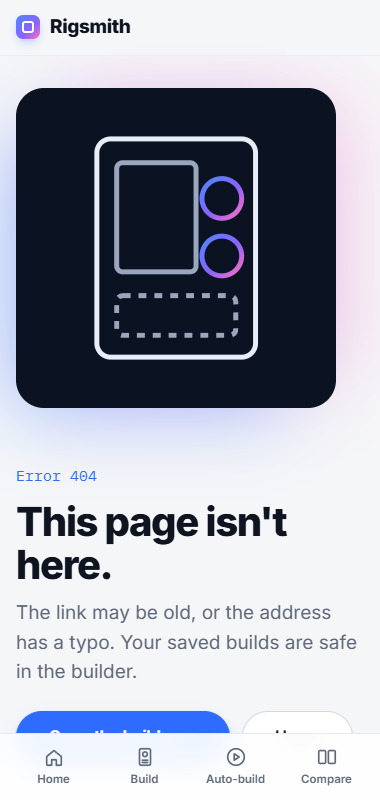 Rigsmith
Error 404
This page isn't
here.
The link may be old, or the address
has a typo. Your saved builds are safe
in the builder.
Home
Build
Auto-build
Compare